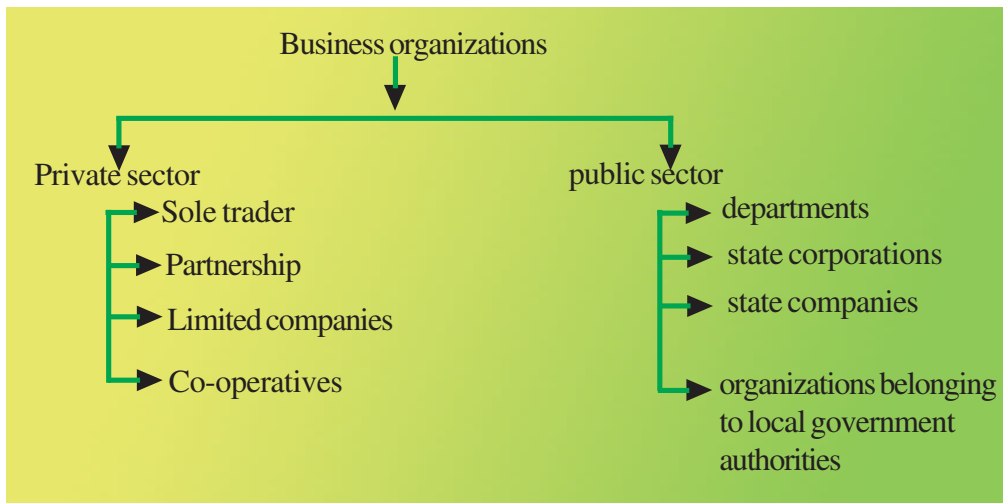 Business organizations
Private sector
Sole trader
Partnership
Limited companies
Co-operatives
public sector
departments
state corporations
state companies
organizations belonging
to local government
authorities